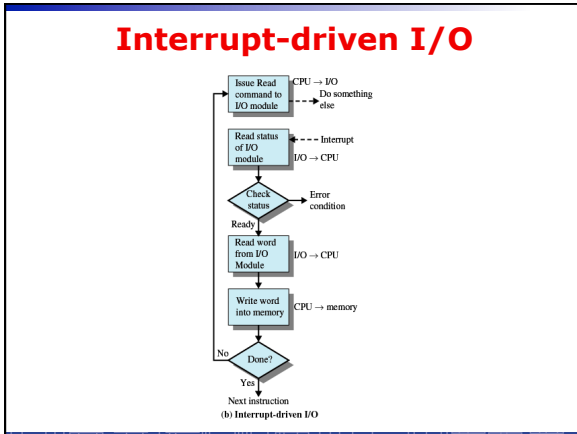 Interrupt-driven I/O
Issue Read
command to
I/O module
CPU → I/O
Do something
else
Read status
of I/O
module
Interrupt
I/O → CPU
Check
status
Error
condition
Ready
Read word
from I/O
Module
I/O → CPU
Write word
into memory
CPU → memory
No
Done?
Yes
Next instruction
(b) Interrupt-driven I/O